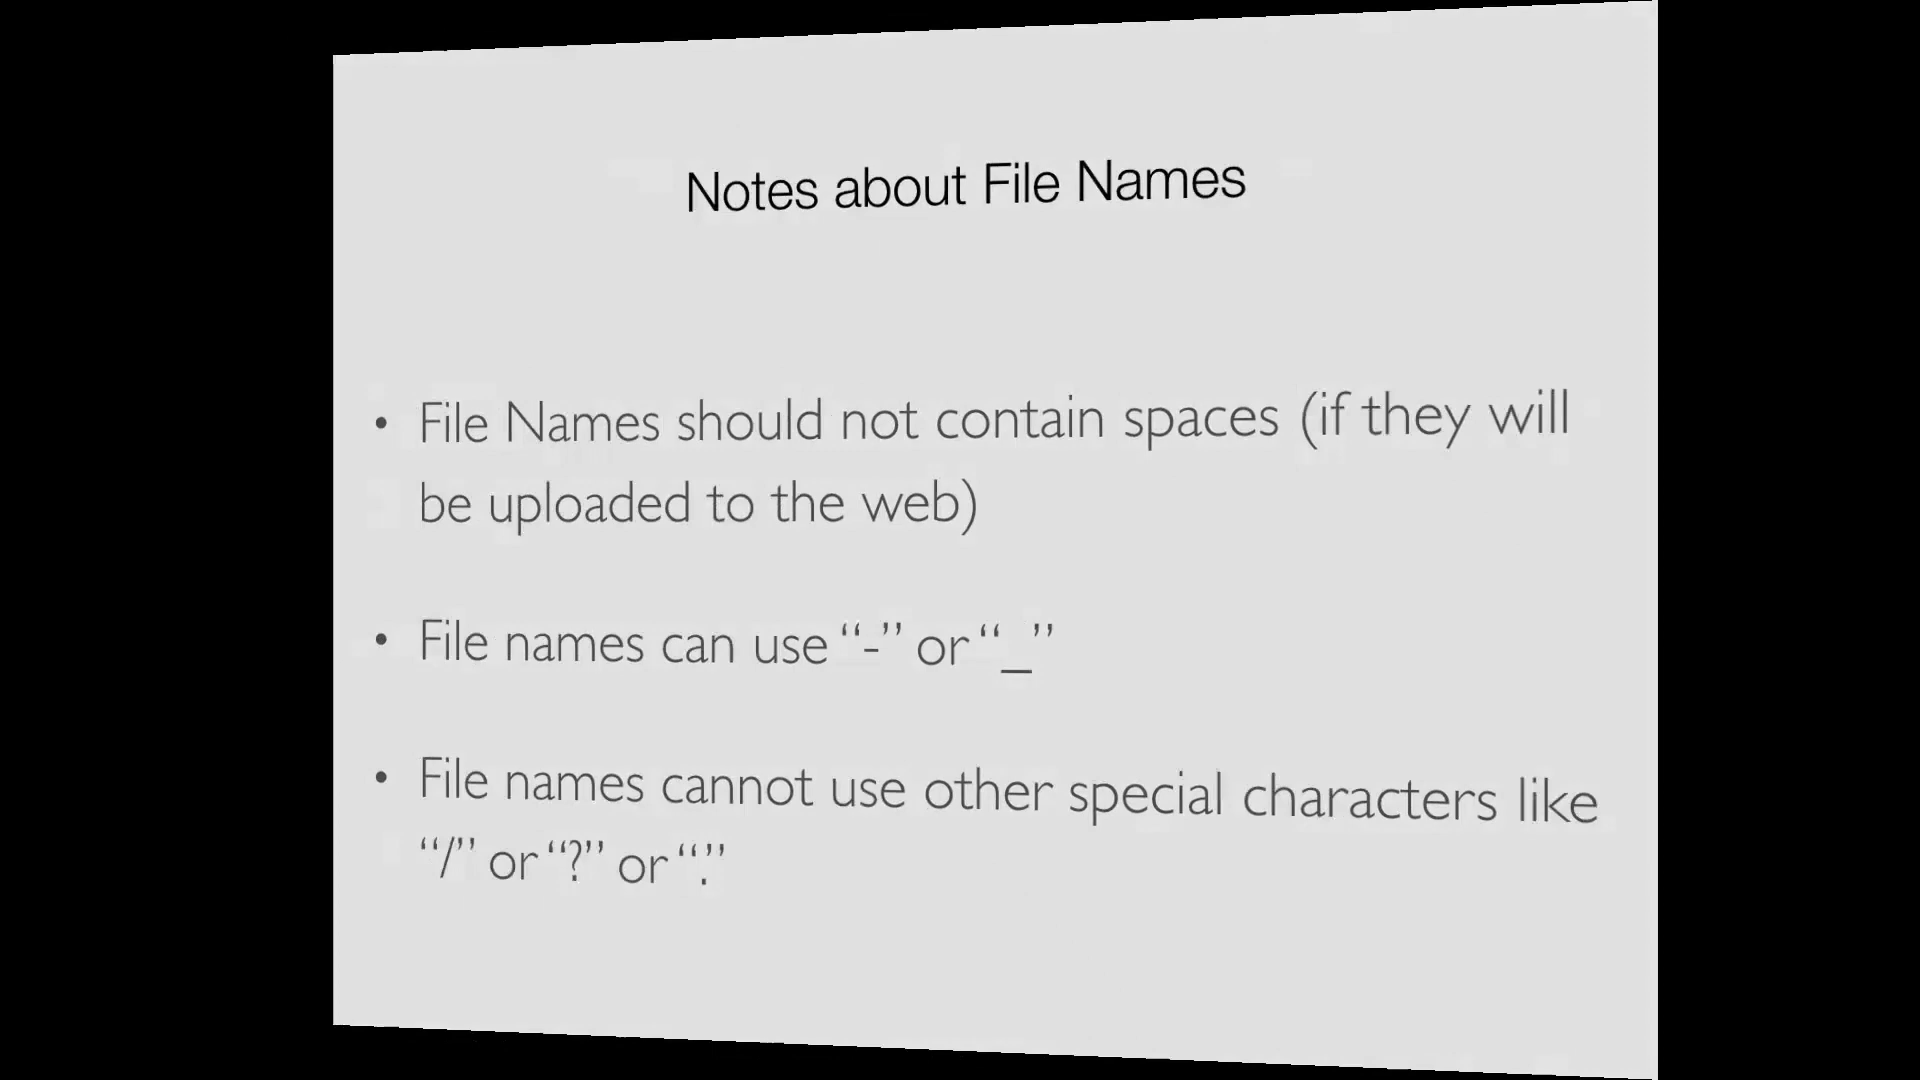 Notes about File Names
• File Names should not contain spaces (if they will
be uploaded to the web)
• File names can use “-” or “_”
• File names cannot use other special characters like
“/” or “?” or “.”